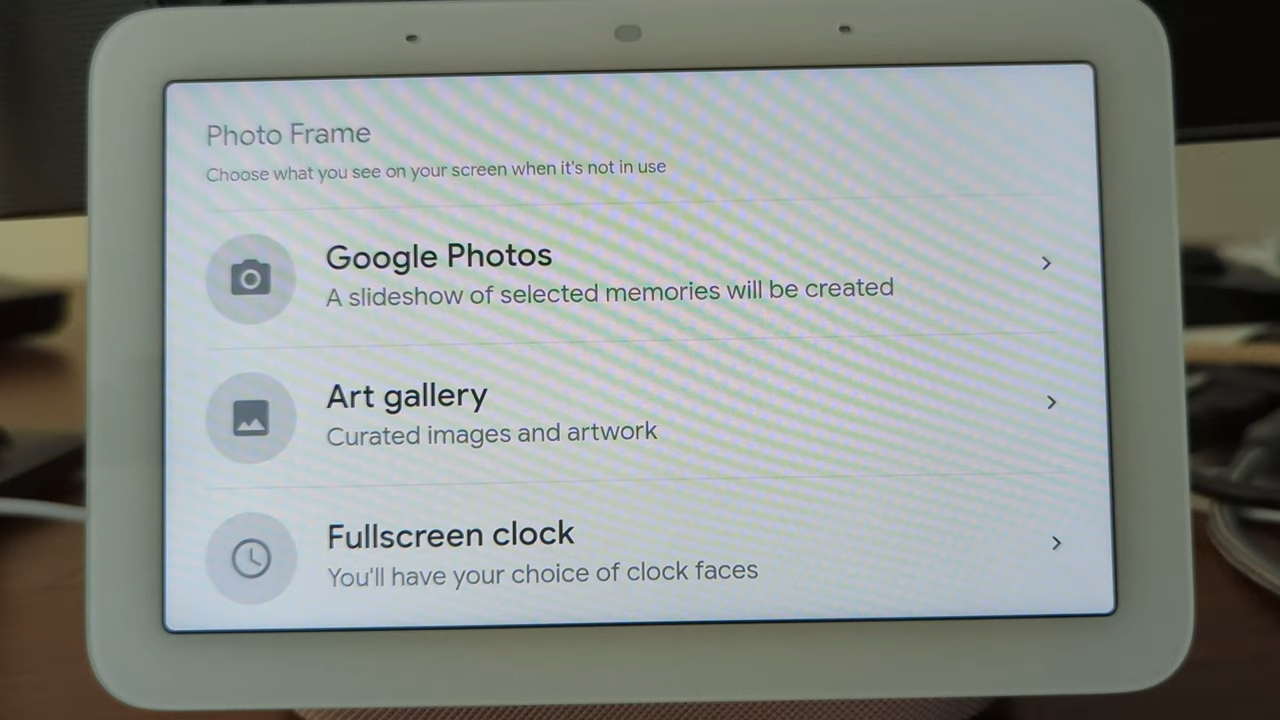 Photo Frame
Choose what you see on your screen when it's not in use
Google Photos
A slideshow of selected memories will be created
Art gallery
Curated images and artwork
Fullscreen clock
You'll have your choice of clock faces